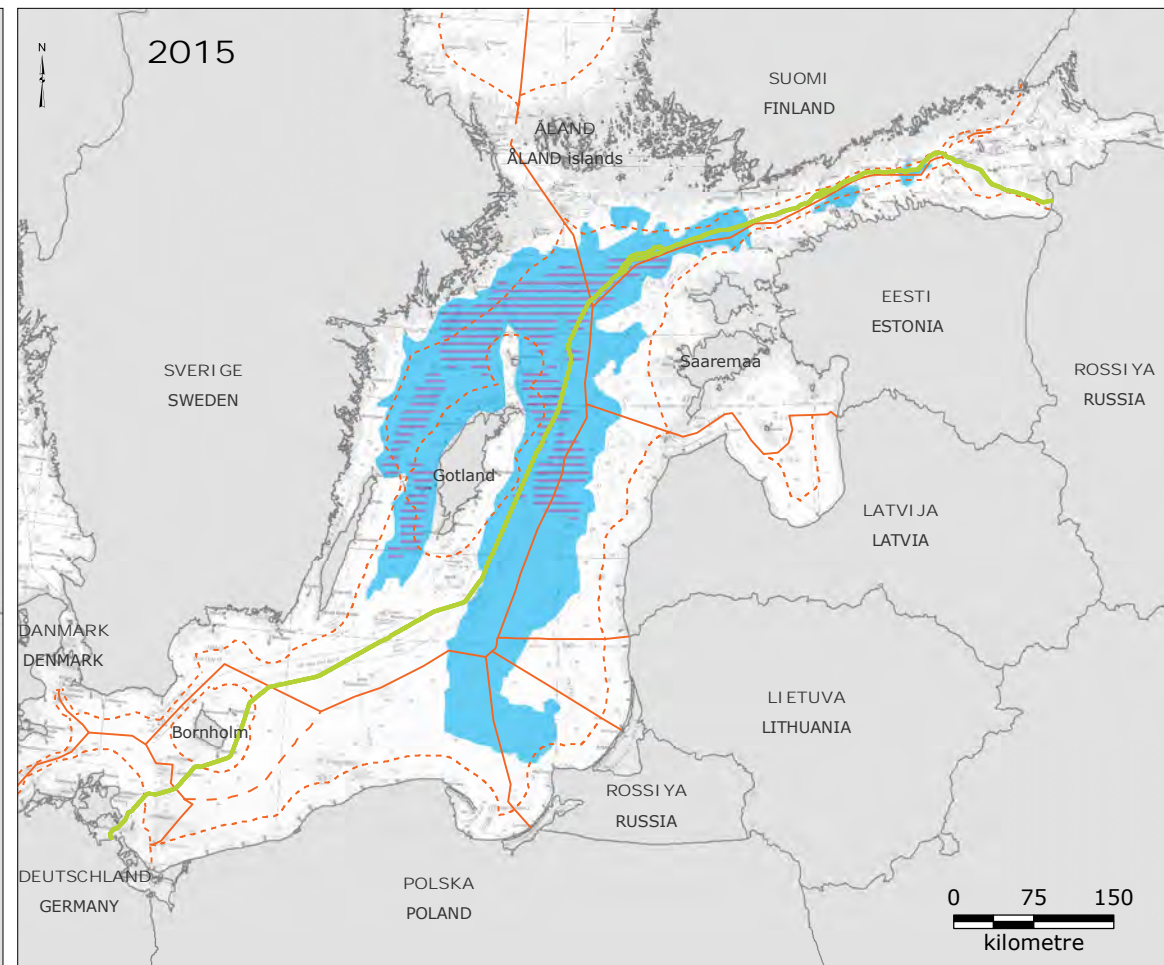 N
2015
SUOMI
FINLAND
ÅLAND
ÅLAND islands
EESTI
ESTONIA
SVERIGE
SWEDEN
Saaremaa
ROSSIYA
RUSSIA
Gotland
LATVIJA
LATVIA
DANMARK
DENMARK
LIETUVA
LITHUANIA
Bornholm
ROSSIYA
RUSSIA
DEUTSCHLAND
GERMANY
POLSKA
POLAND
0 75 150
kilometre